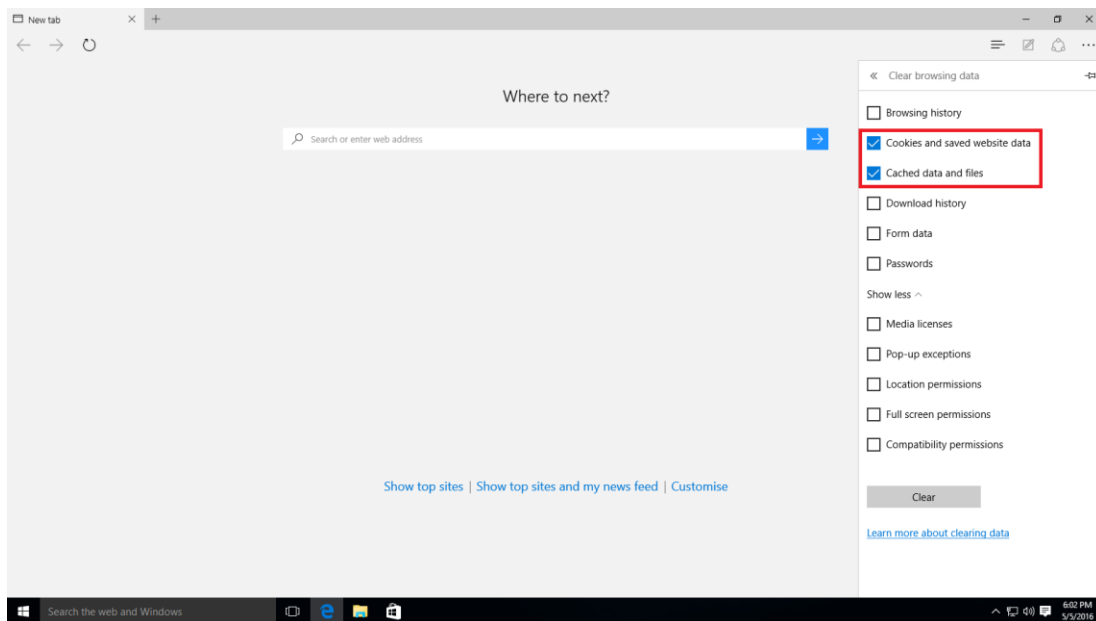 New tab
Clear browsing data
Where to next?
Browsing history
Search or enter web address
Cookies and saved website data
Cached data and files
Download history
Form data
Passwords
Show less
Media licenses
Pop-up exceptions
Location permissions
Full screen permissions
Compatibility permissions
Show top sites | Show top sites and my news feed | Customise
Clear
Learn more about clearing data
Search the web and Windows
6:02 PM
5/5/2016